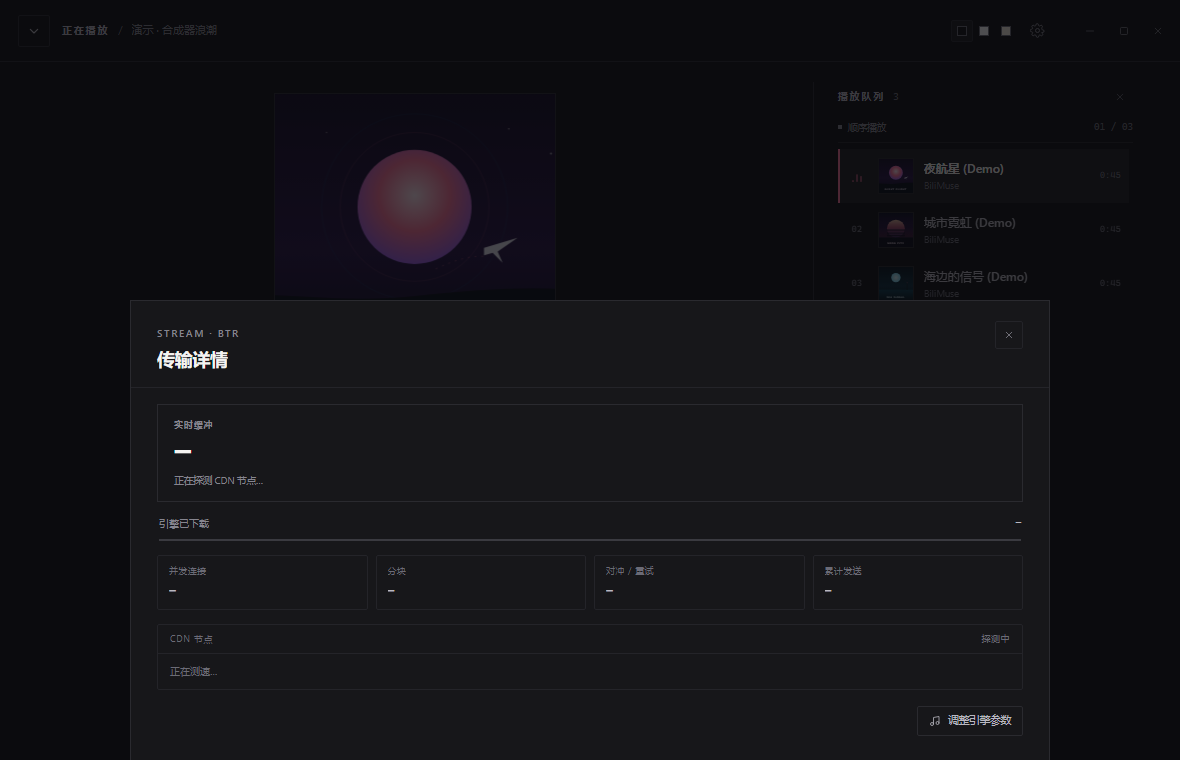 正在播放 / 演示 · 合成器浪潮
播放队列 3
顺序播放 01 / 03
夜航星 (Demo) 0:45
BiliMuse
02 城市霓虹 (Demo) 0:45
BiliMuse
03 海边的信号 (Demo) 0:45
BiliMuse
STREAM · BTR
传输详情
实时缓冲
—
正在探测 CDN 节点...
引擎已下载 —
并发连接 分块 对冲 / 重试 累计发送
— — — —
CDN 节点 探测中
正在测速...
调整引擎参数